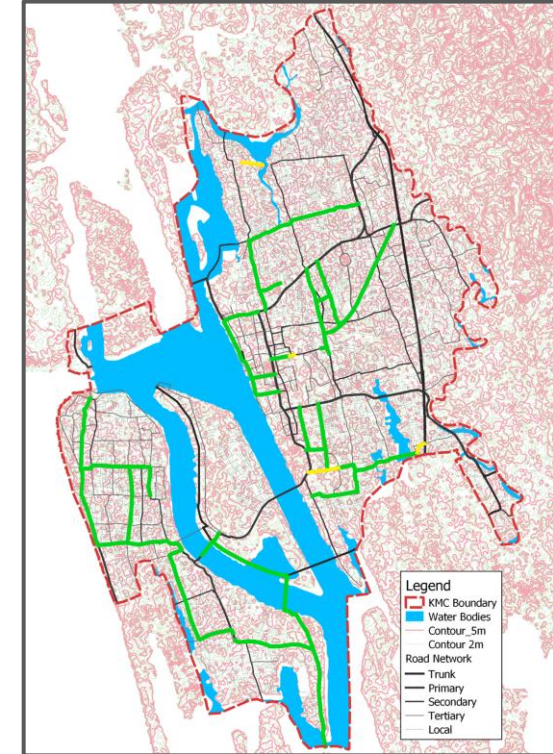 Legend
KMC Boundary
Water Bodies
Contour_5m
Contour 2m
Road Network
Trunk
Primary
Secondary
Tertiary
Local